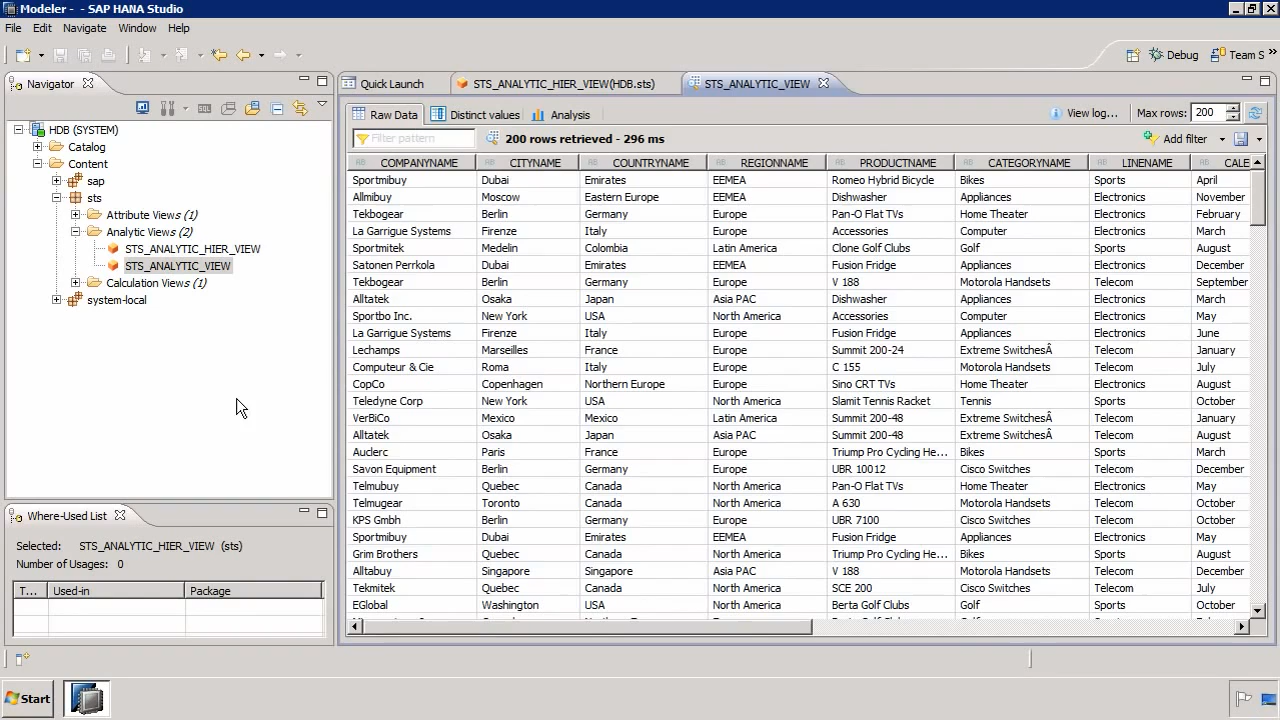 Modeler - - SAP HANA Studio
File Edit Navigate Window Help
Debug Team S
Navigator
HDB (SYSTEM)
Catalog
Content
sap
sts
Attribute Views (1)
Analytic Views (2)
STS_ANALYTIC_HIER_VIEW
STS_ANALYTIC_VIEW
Calculation Views (1)
system-local
Where-Used List
Selected: STS_ANALYTIC_HIER_VIEW (sts)
Number of Usages: 0
T... Used-in Package
Quick Launch STS_ANALYTIC_HIER_VIEW(HDB.sts) STS_ANALYTIC_VIEW
Raw Data Distinct values Analysis View log... Max rows: 200
Filter pattern 200 rows retrieved - 296 ms Add filter
COMPANYNAME CITYNAME COUNTRYNAME REGIONNAME PRODUCTNAME CATEGORYNAME LINENAME CALE
Sportmibuy Dubai Emirates EEMEA Romeo Hybrid Bicycle Bikes Sports April
Allmibuy Moscow Eastern Europe EEMEA Dishwasher Appliances Electronics November
Tekbogear Berlin Germany Europe Pan-O Flat TVs Home Theater Electronics February
La Garrigue Systems Firenze Italy Europe Accessories Computer Electronics March
Sportmitek Medelin Colombia Latin America Clone Golf Clubs Golf Sports August
Satonen Perrkola Dubai Emirates EEMEA Fusion Fridge Appliances Electronics December
Tekbogear Berlin Germany Europe V 188 Motorola Handsets Telecom September
Alltatek Osaka Japan Asia PAC Dishwasher Appliances Electronics March
Sportbo Inc. New York USA North America Accessories Computer Electronics May
La Garrigue Systems Firenze Italy Europe Fusion Fridge Appliances Electronics June
Lechamps Marseilles France Europe Summit 200-24 Extreme SwitchesÂ Telecom January
Computeur & Cie Roma Italy Europe C 155 Motorola Handsets Telecom July
CopCo Copenhagen Northern Europe Europe Sino CRT TVs Home Theater Electronics August
Teledyne Corp New York USA North America Slamit Tennis Racket Tennis Sports October
VerBiCo Mexico Mexico Latin America Summit 200-48 Extreme SwitchesÂ Telecom January
Alltatek Osaka Japan Asia PAC Summit 200-48 Extreme SwitchesÂ Telecom August
Auclerc Paris France Europe Triump Pro Cycling He... Bikes Sports March
Savon Equipment Berlin Germany Europe UBR 10012 Cisco Switches Telecom December
Telmubuy Quebec Canada North America Pan-O Flat TVs Home Theater Electronics May
Telmugear Toronto Canada North America A 630 Motorola Handsets Telecom October
KPS Gmbh Berlin Germany Europe UBR 7100 Cisco Switches Telecom October
Sportmibuy Dubai Emirates EEMEA Fusion Fridge Appliances Electronics May
Grim Brothers Quebec Canada North America Triump Pro Cycling He... Bikes Sports August
Alltabuy Singapore Singapore Asia PAC V 188 Motorola Handsets Telecom December
Tekmitek Quebec Canada North America SCE 200 Cisco Switches Telecom July
EGlobal Washington USA North America Berta Golf Clubs Golf Sports October
Start